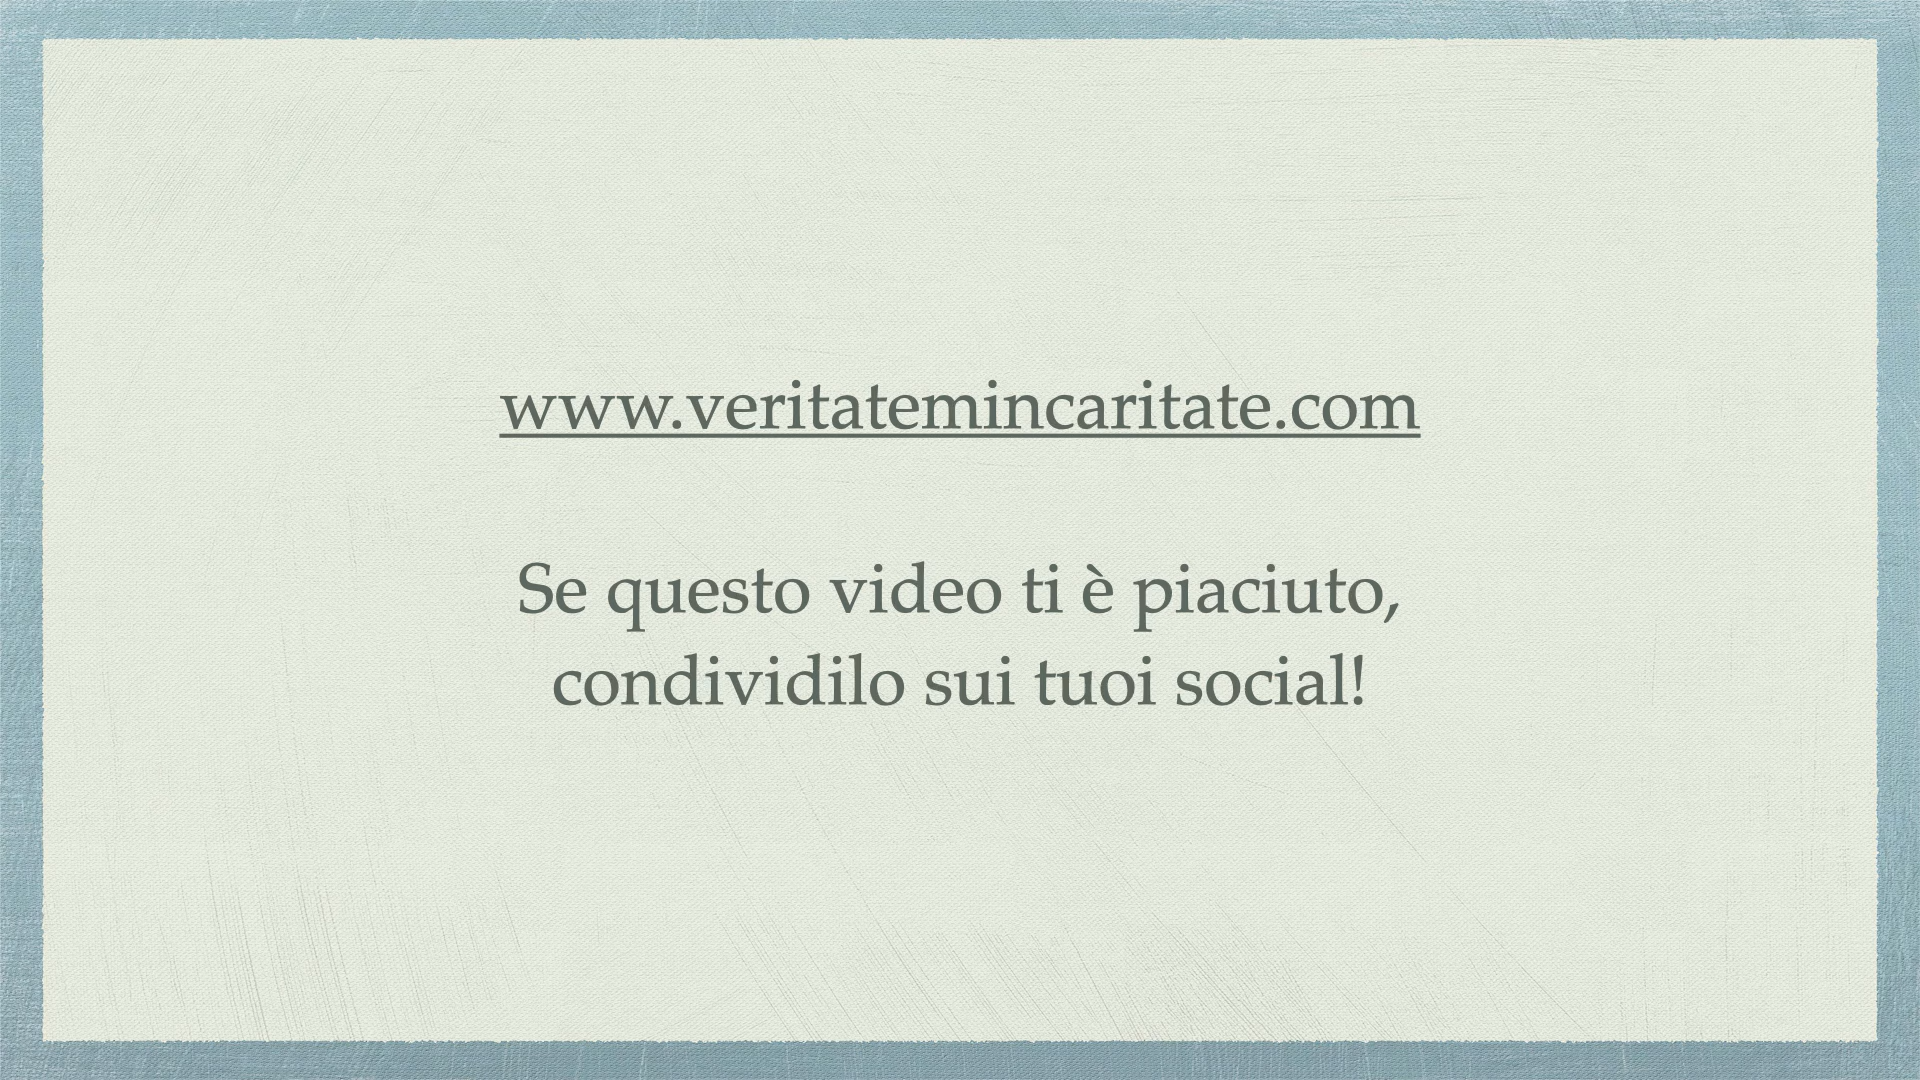 www.veritatemincaritate.com
Se questo video ti è piaciuto,
condividilo sui tuoi social!